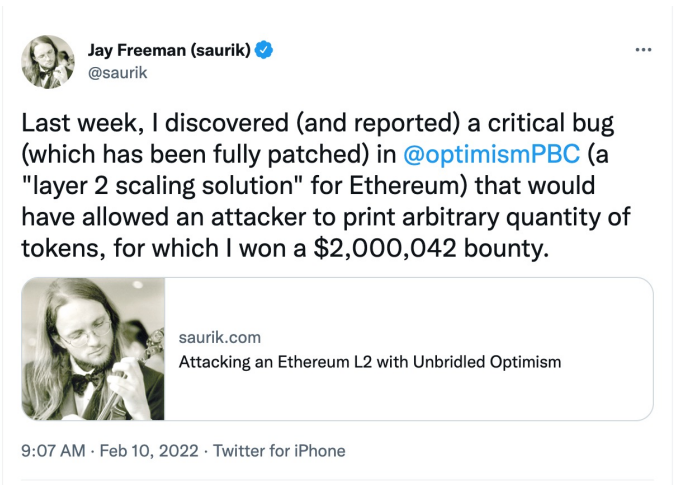 Jay Freeman (saurik)
@saurik
Last week, I discovered (and reported) a critical bug
(which has been fully patched) in @optimismPBC (a
"layer 2 scaling solution" for Ethereum) that would
have allowed an attacker to print arbitrary quantity of
tokens, for which I won a $2,000,042 bounty.
saurik.com
Attacking an Ethereum L2 with Unbridled Optimism
9:07 AM · Feb 10, 2022 · Twitter for iPhone